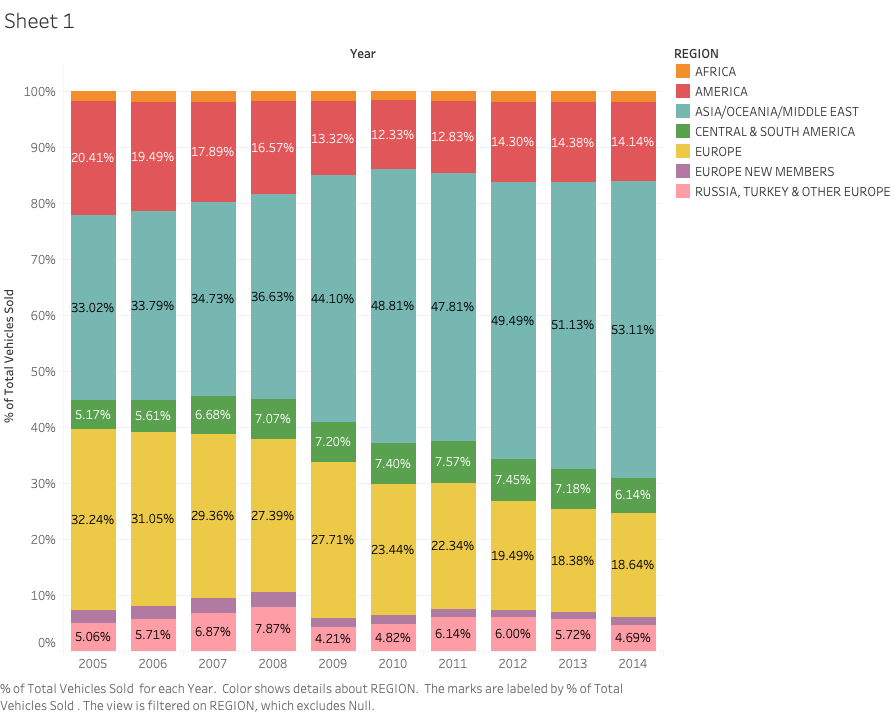 Sheet 1
Year
REGION
AFRICA
AMERICA
ASIA/OCEANIA/MIDDLE EAST
CENTRAL & SOUTH AMERICA
EUROPE
EUROPE NEW MEMBERS
RUSSIA, TURKEY & OTHER EUROPE
% of Total Vehicles Sold
100%
90%
80%
70%
60%
50%
40%
30%
20%
10%
0%
20.41% 19.49% 17.89% 16.57% 13.32% 12.33% 12.83% 14.30% 14.38% 14.14%
33.02% 33.79% 34.73% 36.63% 44.10% 48.81% 47.81% 49.49% 51.13% 53.11%
5.17% 5.61% 6.68% 7.07% 7.20% 7.40% 7.57% 7.45% 7.18% 6.14%
32.24% 31.05% 29.36% 27.39% 27.71% 23.44% 22.34% 19.49% 18.38% 18.64%
5.06% 5.71% 6.87% 7.87% 4.21% 4.82% 6.14% 6.00% 5.72% 4.69%
2005 2006 2007 2008 2009 2010 2011 2012 2013 2014
% of Total Vehicles Sold  for each Year.  Color shows details about REGION.  The marks are labeled by % of Total
Vehicles Sold . The view is filtered on REGION, which excludes Null.